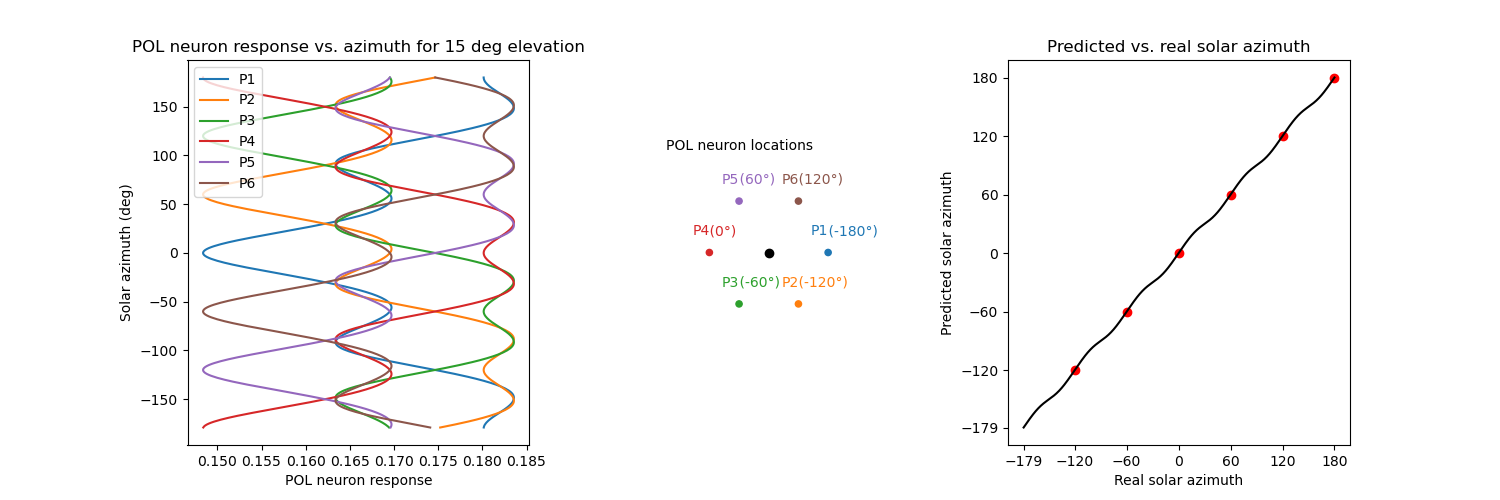 POL neuron response vs. azimuth for 15 deg elevation
P1
P2
P3
P4
P5
P6
150
100
50
0
−50
−100
−150
Solar azimuth (deg)
0.150 0.155 0.160 0.165 0.170 0.175 0.180 0.185
POL neuron response
POL neuron locations
P5(60°) P6(120°)
P4(0°) P1(-180°)
P3(-60°) P2(-120°)
Predicted vs. real solar azimuth
180
120
60
0
−60
−120
−179
Predicted solar azimuth
−179 −120 −60 0 60 120 180
Real solar azimuth